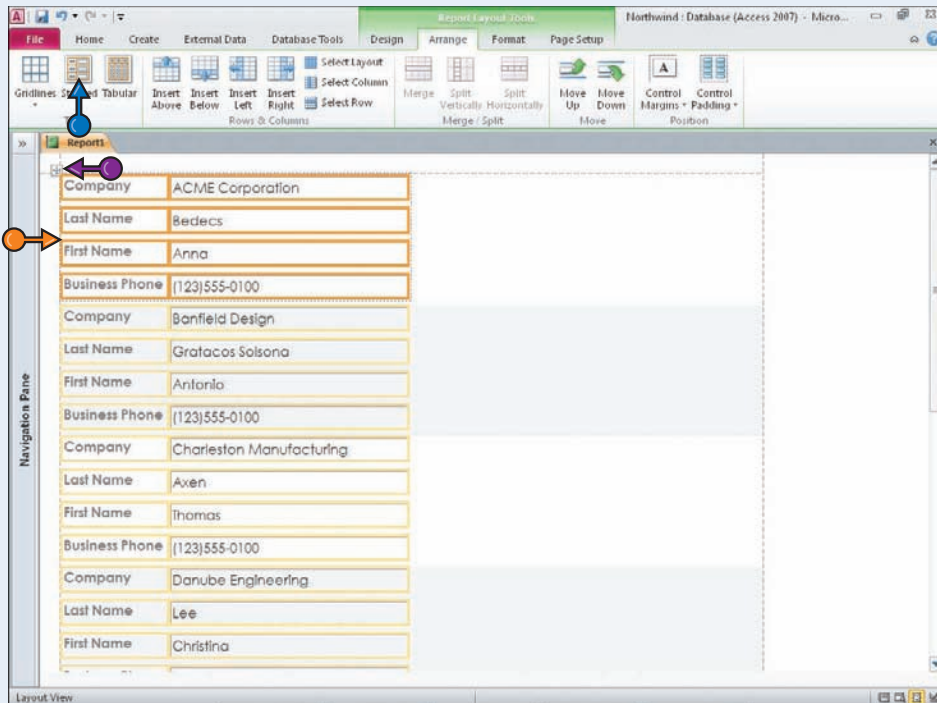 Report Layout Tools
Northwind : Database (Access 2007) - Micro...
File Home Create External Data Database Tools Design Arrange Format Page Setup
Gridlines Tabular
Insert Above Insert Below Insert Left Insert Right
Select Layout
Select Column
Select Row
Merge Split Vertically Split Horizontally
Move Up Move Down
Control Margins Control Padding
Rows & Columns Merge / Split Move Position
Report1
Company ACME Corporation
Last Name Bedecs
First Name Anna
Business Phone (123)555-0100
Company Banfield Design
Last Name Gratacos Solsona
First Name Antonio
Business Phone (123)555-0100
Company Charleston Manufacturing
Last Name Axen
First Name Thomas
Business Phone (123)555-0100
Company Danube Engineering
Last Name Lee
First Name Christina
Navigation Pane
Layout View